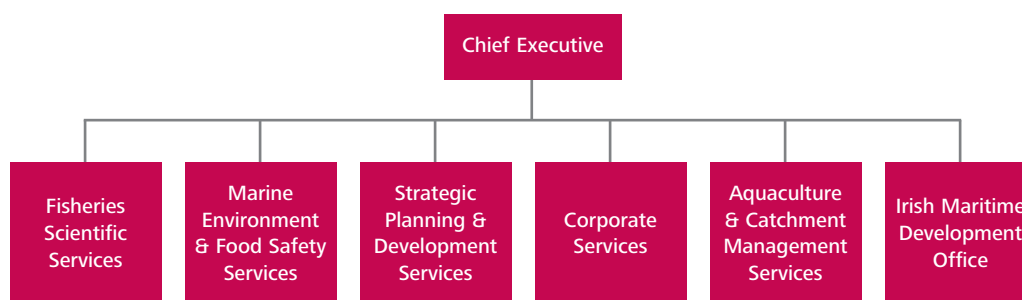 Chief Executive
Fisheries
Scientific
Services
Marine
Environment
& Food Safety
Services
Strategic
Planning &
Development
Services
Corporate
Services
Aquaculture
& Catchment
Management
Services
Irish Maritime
Development
Office